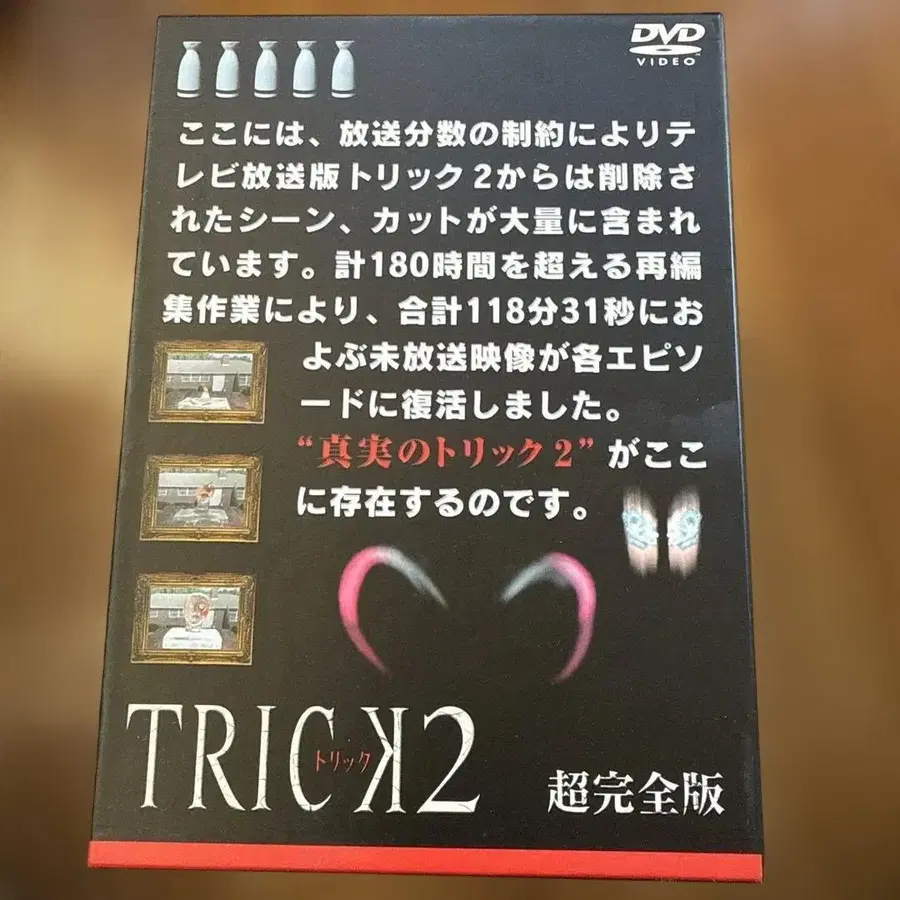 DVD
VIDEO
ここには、放送分数の制約によりテ
レビ放送版トリック2からは削除さ
れたシーン、カットが大量に含まれ
ています。計180時間を超える再編
集作業により、合計118分31秒にお
よぶ未放送映像が各エピソ
ードに復活しました。
“真実のトリック2”がここ
に存在するのです。
TRICK2
トリック
超完全版